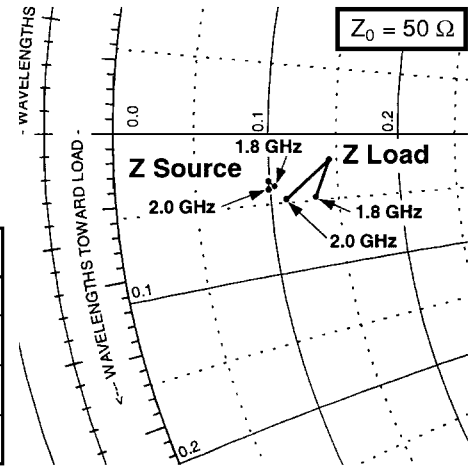 Z₀ = 50 Ω
- WAVELENGTHS
0.0
0.1
0.2
1.8 GHz
Z Source
Z Load
2.0 GHz
1.8 GHz
2.0 GHz
<--- WAVELENGTHS TOWARD LOAD -
0.1
0.2